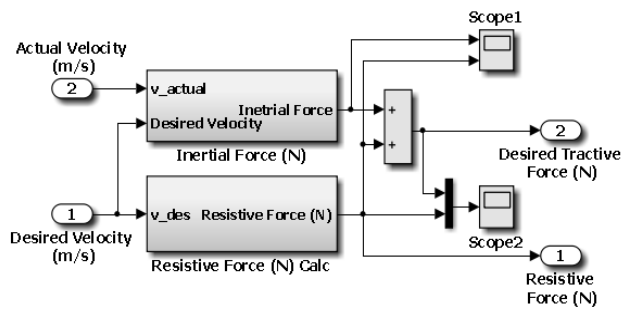 Scope1
Actual Velocity
(m/s)
2
v_actual
Inetrial Force
Desired Velocity
Inertial Force (N)
+
+
2
Desired Tractive
Force (N)
1
Desired Velocity
(m/s)
v_des Resistive Force (N)
Resistive Force (N) Calc
Scope2
1
Resistive
Force (N)